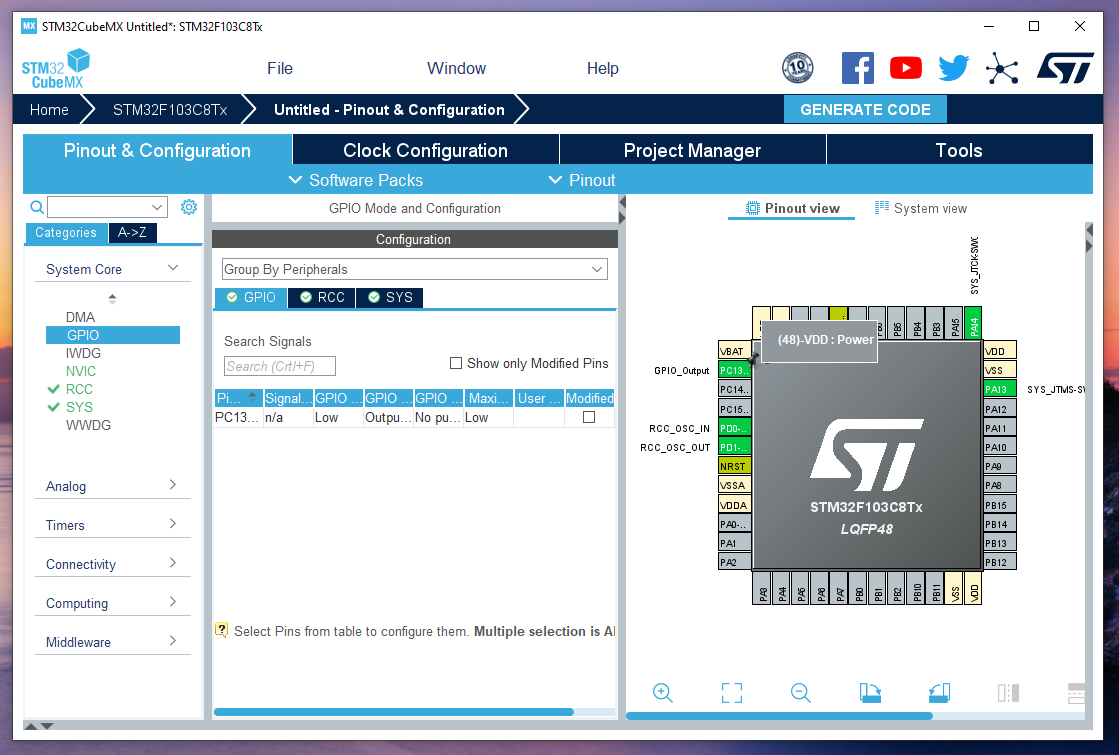 MX STM32CubeMX Untitled*: STM32F103C8Tx
STM32
CubeMX
File
Window
Help
10
Home
STM32F103C8Tx
Untitled - Pinout & Configuration
GENERATE CODE
Pinout & Configuration
Clock Configuration
Project Manager
Tools
Software Packs
Pinout
Categories
A->Z
System Core
DMA
GPIO
IWDG
NVIC
RCC
SYS
WWDG
Analog
Timers
Connectivity
Computing
Middleware
GPIO Mode and Configuration
Configuration
Group By Peripherals
GPIO
RCC
SYS
Search Signals
Search (CrtI+F)
Show only Modified Pins
Pi...
Signal...
GPIO ...
GPIO ...
GPIO ...
Maxi...
User ...
Modified
PC13...
n/a
Low
Outpu...
No pu...
Low
Select Pins from table to configure them. Multiple selection is Al
Pinout view
System view
SYS_JTCK-SWC
PB5
PB4
PB3
PA15
PA14
(48)-VDD : Power
VBAT
GPIO_Output
PC13..
PC14..
PC15..
RCC_OSC_IN
PD0-..
RCC_OSC_OUT
PD1-..
NRST
VSSA
VDDA
PA0-..
PA1
PA2
VDD
VSS
PA13
SYS_JTMS-SW
PA12
PA11
PA10
PA9
PA8
PB15
PB14
PB13
PB12
STM32F103C8Tx
LQFP48
PA3
PA4
PA5
PA6
PA7
PB0
PB1
PB2
PB10
PB11
VSS
VDD